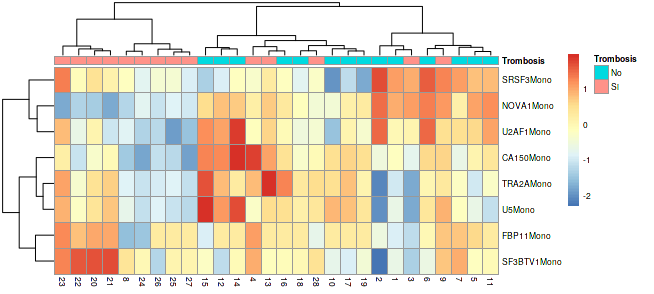 Trombosis
SRSF3Mono
NOVA1Mono
U2AF1Mono
CA150Mono
TRA2AMono
U5Mono
FBP11Mono
SF3BTV1Mono
23 22 20 21 8 24 26 25 27 15 12 14 4 13 16 18 28 10 17 19 2 1 3 6 9 7 5 11
1
0
-1
-2
Trombosis
No
SI